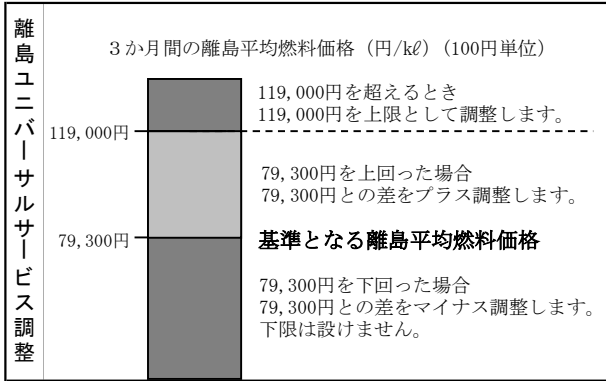 離島ユニバーサルサービス調整
3か月間の離島平均燃料価格（円/kℓ）（100円単位）
119,000円を超えるとき
119,000円を上限として調整します。
119,000円
79,300円を上回った場合
79,300円との差をプラス調整します。
79,300円
基準となる離島平均燃料価格
79,300円を下回った場合
79,300円との差をマイナス調整します。
下限は設けません。